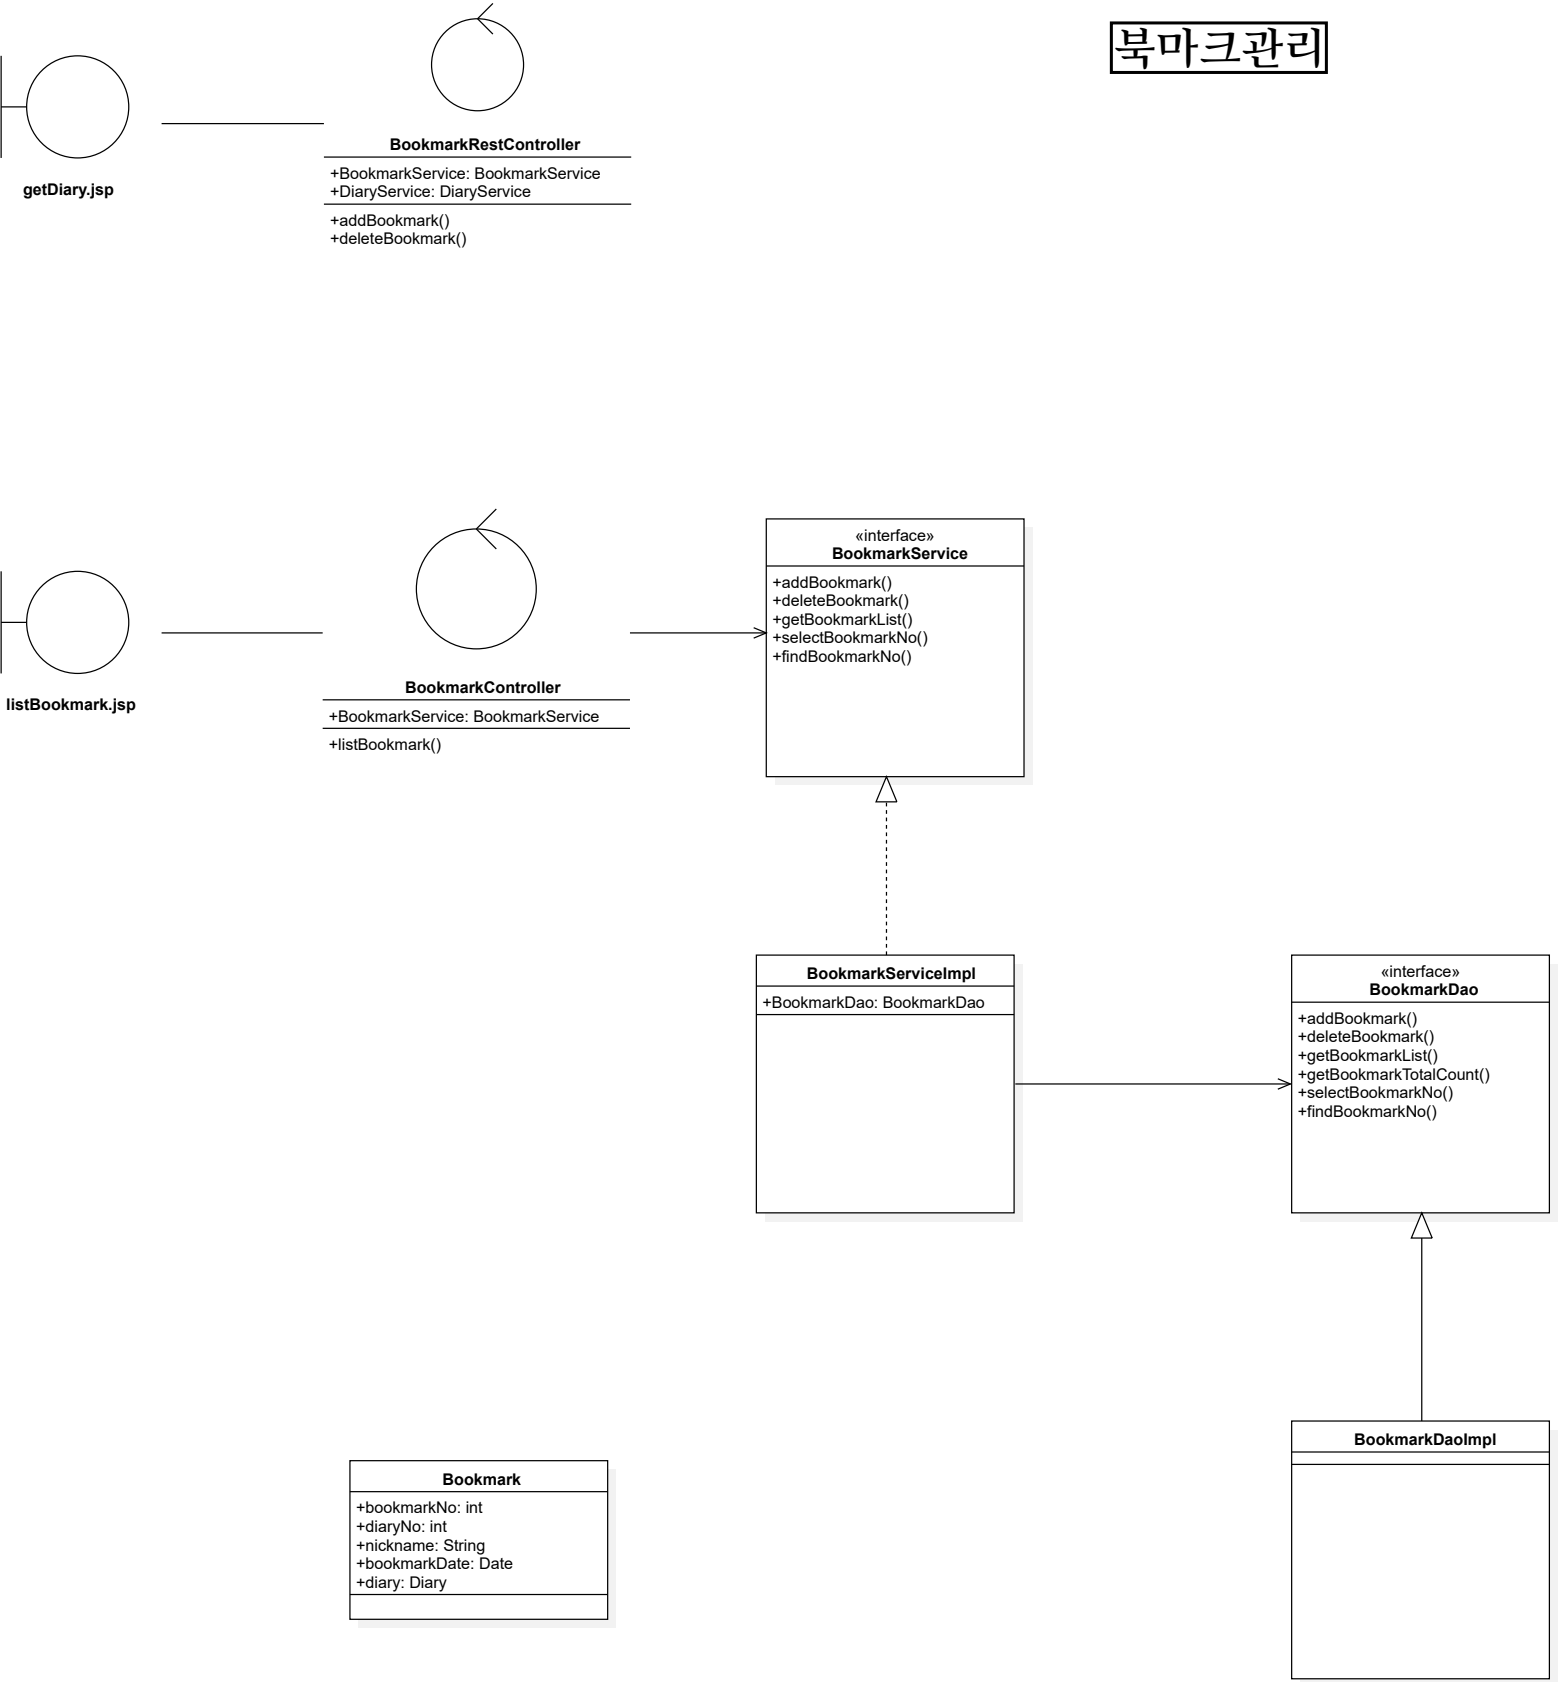 북마크관리
getDiary.jsp
BookmarkRestController
+BookmarkService: BookmarkService
+DiaryService: DiaryService
+addBookmark()
+deleteBookmark()
listBookmark.jsp
BookmarkController
+BookmarkService: BookmarkService
+listBookmark()
«interface»
BookmarkService
+addBookmark()
+deleteBookmark()
+getBookmarkList()
+selectBookmarkNo()
+findBookmarkNo()
BookmarkServiceImpl
+BookmarkDao: BookmarkDao
«interface»
BookmarkDao
+addBookmark()
+deleteBookmark()
+getBookmarkList()
+getBookmarkTotalCount()
+selectBookmarkNo()
+findBookmarkNo()
BookmarkDaoImpl
Bookmark
+bookmarkNo: int
+diaryNo: int
+nickname: String
+bookmarkDate: Date
+diary: Diary